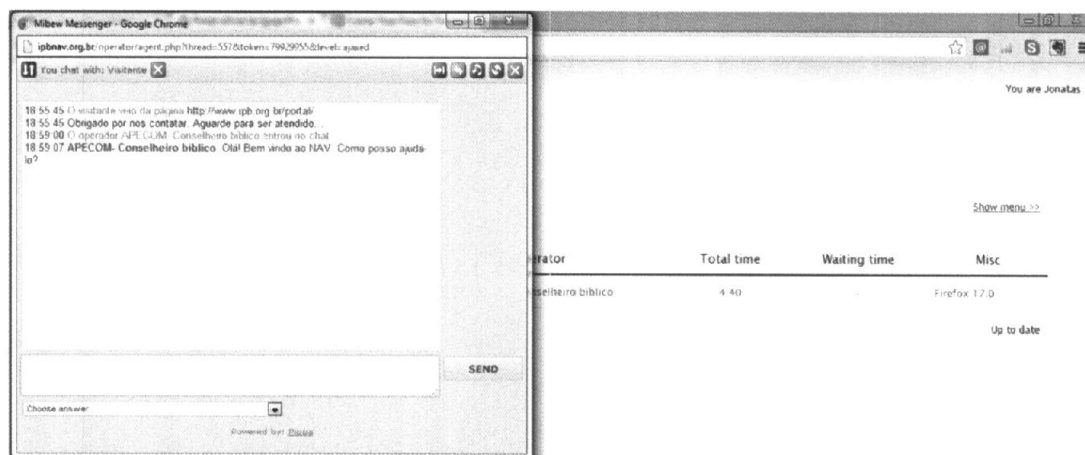 Mibew Messenger - Google Chrome
ipbnav.org.br/operator/agent.php?thread=557&token=79929955&level=ajaxed
You chat with: Visitante
18:55:45 O visitante veio da página http://www.ipb.org.br/portal/
18:55:45 Obrigado por nos contatar. Aguarde para ser atendido...
18:59:00 O operador APECOM- Conselheiro bíblico entrou no chat
18:59:07 APECOM- Conselheiro bíblico: Olá! Bem vindo ao NAV. Como posso ajudá-
lo?
SEND
Choose answer
Powered by:
You are Jonatas
Show menu >>
erator
Total time
Waiting time
Misc
nselheiro bíblico
4:40
-
Firefox 17.0
Up to date